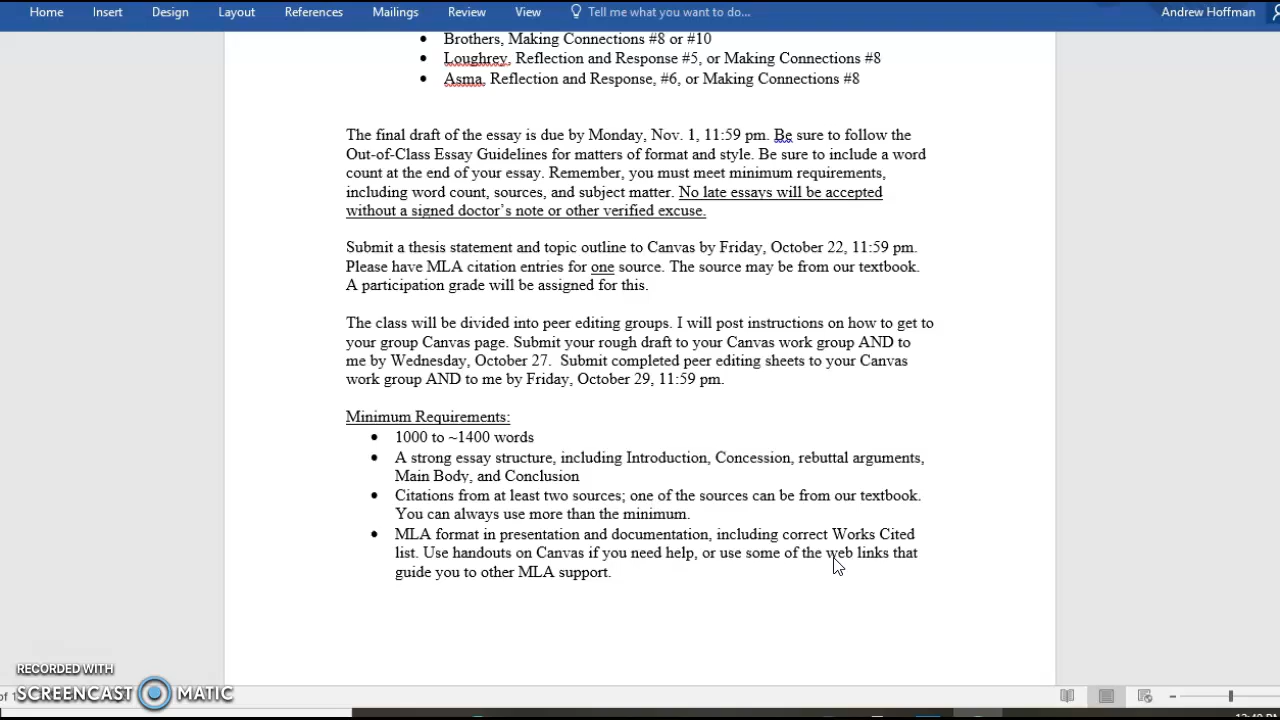 Home Insert Design Layout References Mailings Review View Tell me what you want to do... Andrew Hoffman
• Brothers, Making Connections #8 or #10
• Loughrey, Reflection and Response #5, or Making Connections #8
• Asma, Reflection and Response, #6, or Making Connections #8
The final draft of the essay is due by Monday, Nov. 1, 11:59 pm. Be sure to follow the
Out-of-Class Essay Guidelines for matters of format and style. Be sure to include a word
count at the end of your essay. Remember, you must meet minimum requirements,
including word count, sources, and subject matter. No late essays will be accepted
without a signed doctor’s note or other verified excuse.
Submit a thesis statement and topic outline to Canvas by Friday, October 22, 11:59 pm.
Please have MLA citation entries for one source. The source may be from our textbook.
A participation grade will be assigned for this.
The class will be divided into peer editing groups. I will post instructions on how to get to
your group Canvas page. Submit your rough draft to your Canvas work group AND to
me by Wednesday, October 27. Submit completed peer editing sheets to your Canvas
work group AND to me by Friday, October 29, 11:59 pm.
Minimum Requirements:
• 1000 to ~1400 words
• A strong essay structure, including Introduction, Concession, rebuttal arguments,
Main Body, and Conclusion
• Citations from at least two sources; one of the sources can be from our textbook.
You can always use more than the minimum.
• MLA format in presentation and documentation, including correct Works Cited
list. Use handouts on Canvas if you need help, or use some of the web links that
guide you to other MLA support.
RECORDED WITH
of 1 SCREENCAST MATIC